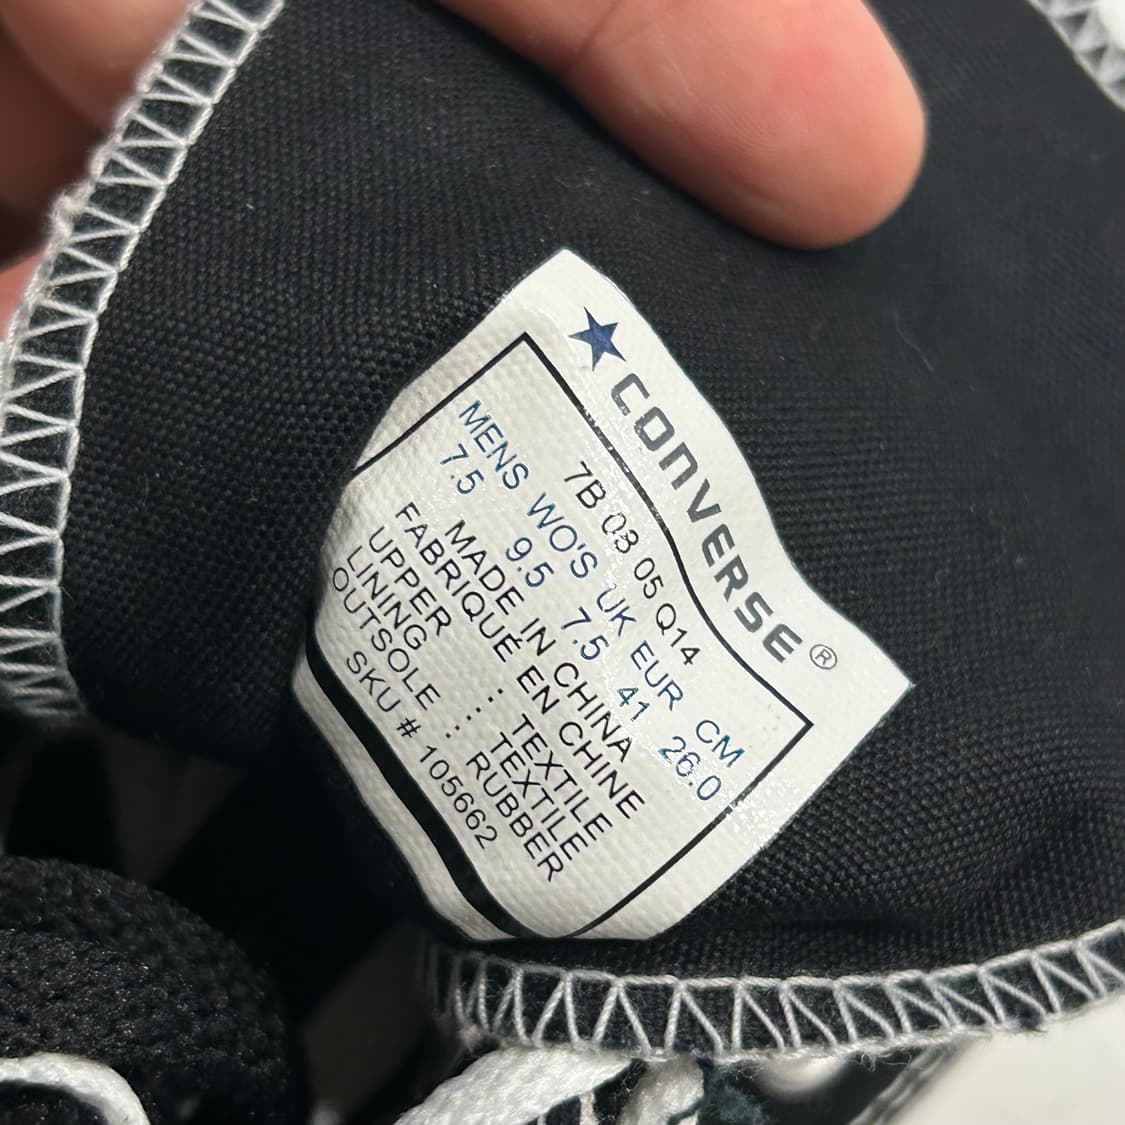 CONVERSE ®
7B 03 05 Q14
MENS WO'S UK EUR CM
7.5 9.5 7.5 41 26.0
MADE IN CHINA
FABRIQUÉ EN CHINE
UPPER : TEXTILE
LINING : TEXTILE
OUTSOLE : RUBBER
SKU # 105662